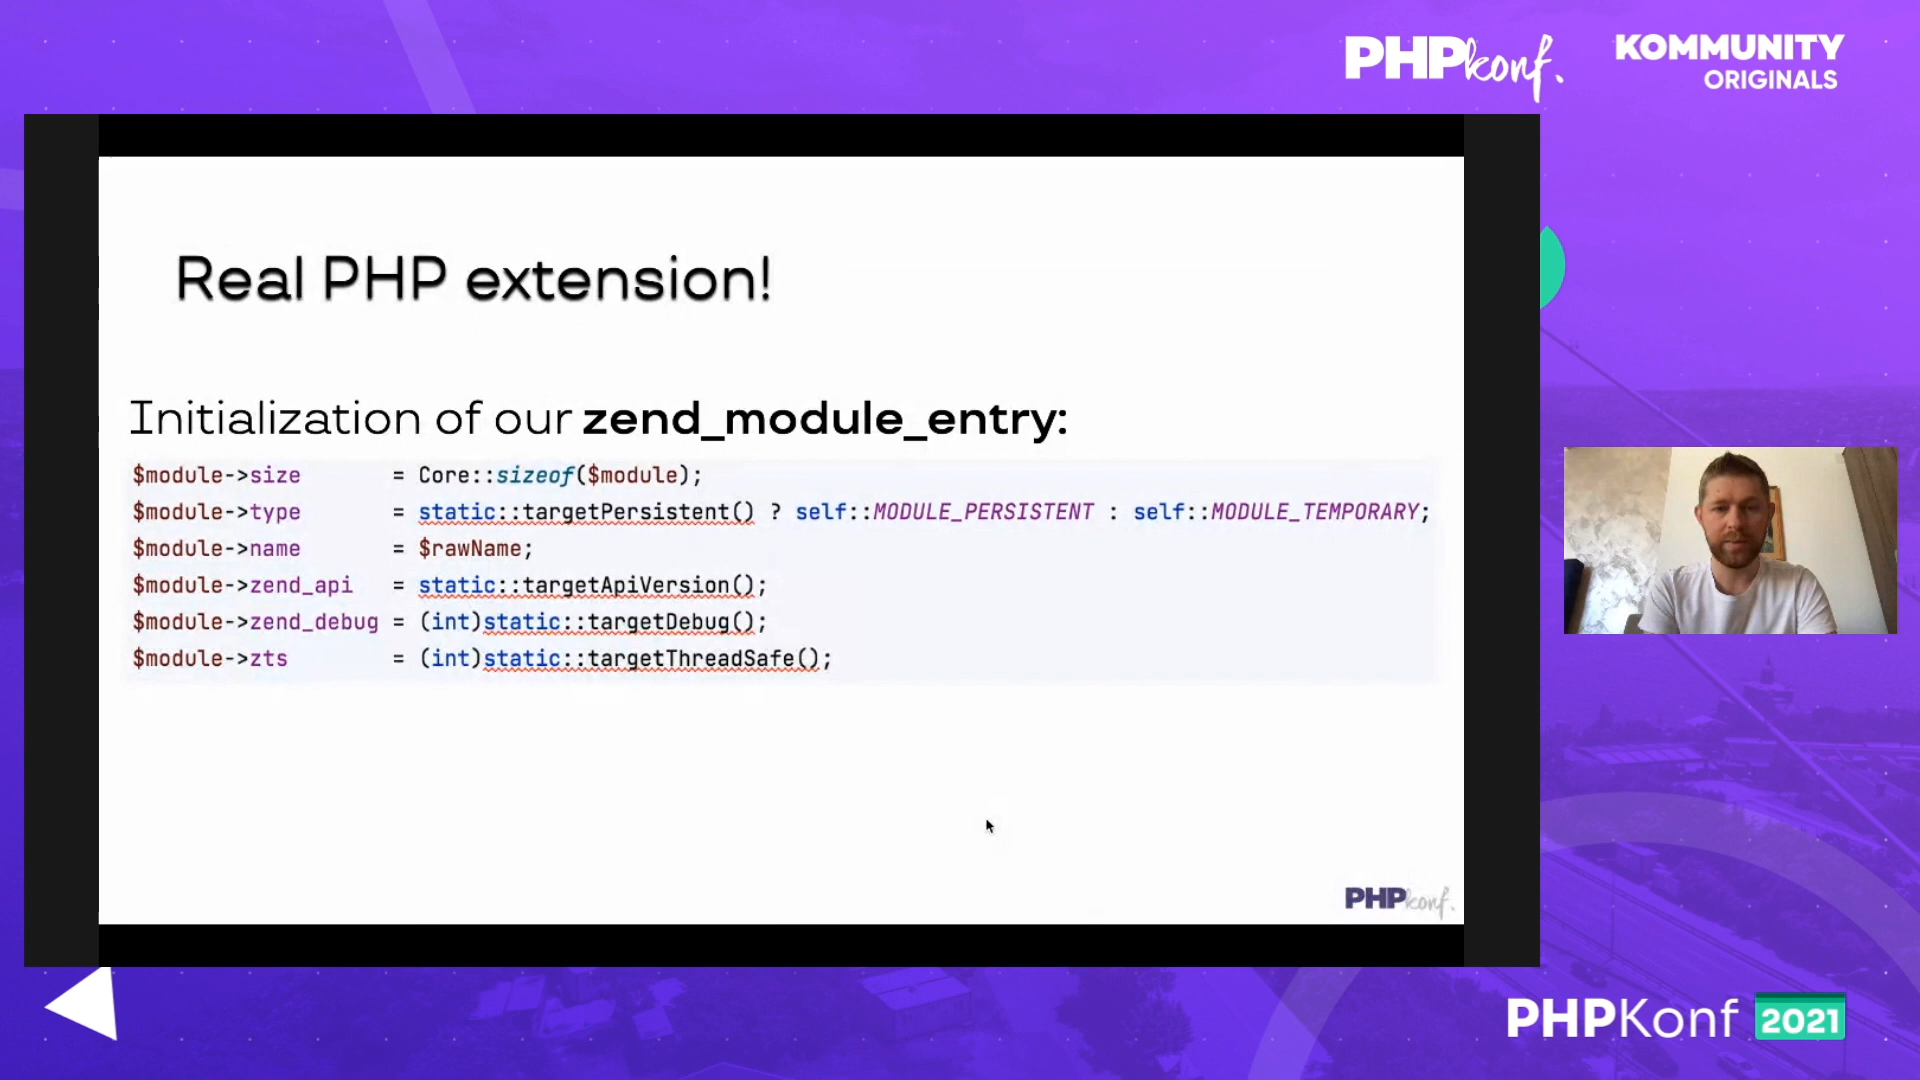 PHPkonf.
KOMMUNITY
ORIGINALS
Real PHP extension!
Initialization of our zend_module_entry:
$module->size = Core::sizeof($module);
$module->type = static::targetPersistent() ? self::MODULE_PERSISTENT : self::MODULE_TEMPORARY;
$module->name = $rawName;
$module->zend_api = static::targetApiVersion();
$module->zend_debug = (int)static::targetDebug();
$module->zts = (int)static::targetThreadSafe();
PHPkonf.
PHPKonf 2021